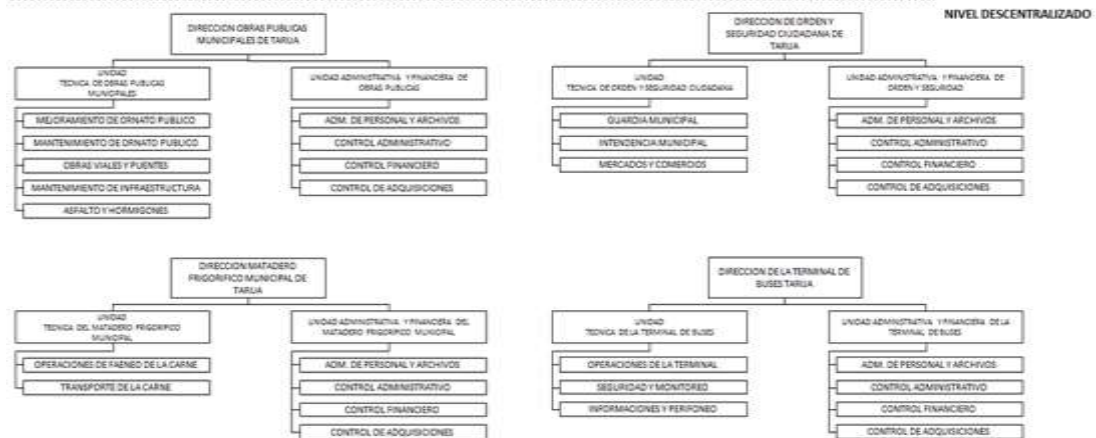 NIVEL DESCENTRALIZADO
DIRECCION OBRAS PUBLICAS
MUNICIPALES DE TARIJA
UNIDAD
TECNICA DE OBRAS PUBLICAS
MUNICIPALES
MEJORAMIENTO DE ORNATO PUBLICO
MANTENIMIENTO DE ORNATO PUBLICO
OBRAS VIALES Y PUENTES
MANTENIMIENTO DE INFRAESTRUCTURA
ASFALTO Y HORMIGONES
UNIDAD ADMINISTRATIVA Y FINANCIERA DE
OBRAS PUBLICAS
ADM. DE PERSONAL Y ARCHIVOS
CONTROL ADMINISTRATIVO
CONTROL FINANCIERO
CONTROL DE ADQUISICIONES
DIRECCION DE ORDEN Y
SEGURIDAD CIUDADANA DE
TARIJA
UNIDAD
TECNICA DE ORDEN Y SEGURIDAD CIUDADANA
GUARDIA MUNICIPAL
INTENDENCIA MUNICIPAL
MERCADOS Y COMERCIOS
UNIDAD ADMINISTRATIVA Y FINANCIERA DE
ORDEN Y SEGURIDAD
ADM. DE PERSONAL Y ARCHIVOS
CONTROL ADMINISTRATIVO
CONTROL FINANCIERO
CONTROL DE ADQUISICIONES
DIRECCION MATADERO
FRIGORIFICO MUNICIPAL DE
TARIJA
UNIDAD
TECNICA DEL MATADERO FRIGORIFICO
MUNICIPAL
OPERACIONES DE FAENEO DE LA CARNE
TRANSPORTE DE LA CARNE
UNIDAD ADMINISTRATIVA Y FINANCIERA DEL
MATADERO FRIGORIFICO MUNICIPAL
ADM. DE PERSONAL Y ARCHIVOS
CONTROL ADMINISTRATIVO
CONTROL FINANCIERO
CONTROL DE ADQUISICIONES
DIRECCION DE LA TERMINAL DE
BUSES TARIJA
UNIDAD
TECNICA DE LA TERMINAL DE BUSES
OPERACIONES DE LA TERMINAL
SEGURIDAD Y MONITOREO
INFORMACIONES Y PERIFONEO
UNIDAD ADMINISTRATIVA Y FINANCIERA DE LA
TERMINAL DE BUSES
ADM. DE PERSONAL Y ARCHIVOS
CONTROL ADMINISTRATIVO
CONTROL FINANCIERO
CONTROL DE ADQUISICIONES